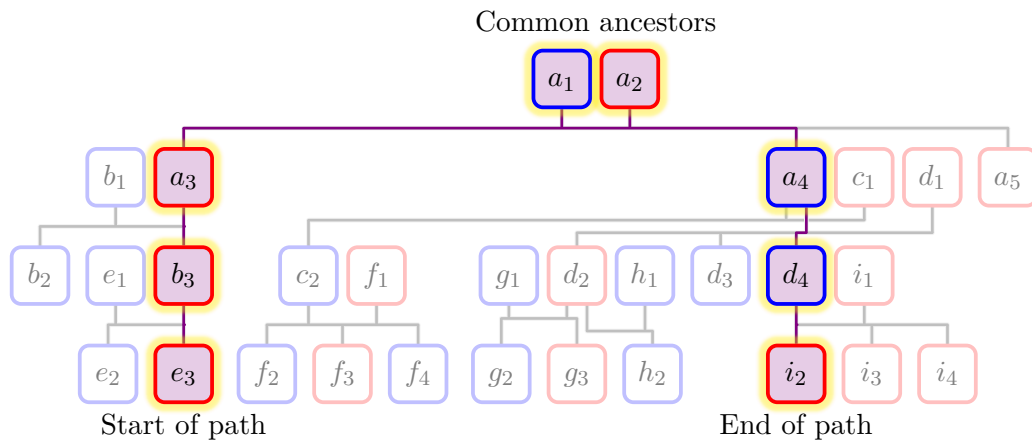 Common ancestors
a₁ a₂
b₁ a₃ a₄ c₁ d₁ a₅
b₂ e₁ b₃ c₂ f₁ g₁ d₂ h₁ d₃ d₄ i₁
e₂ e₃ f₂ f₃ f₄ g₂ g₃ h₂ i₂ i₃ i₄
Start of path End of path